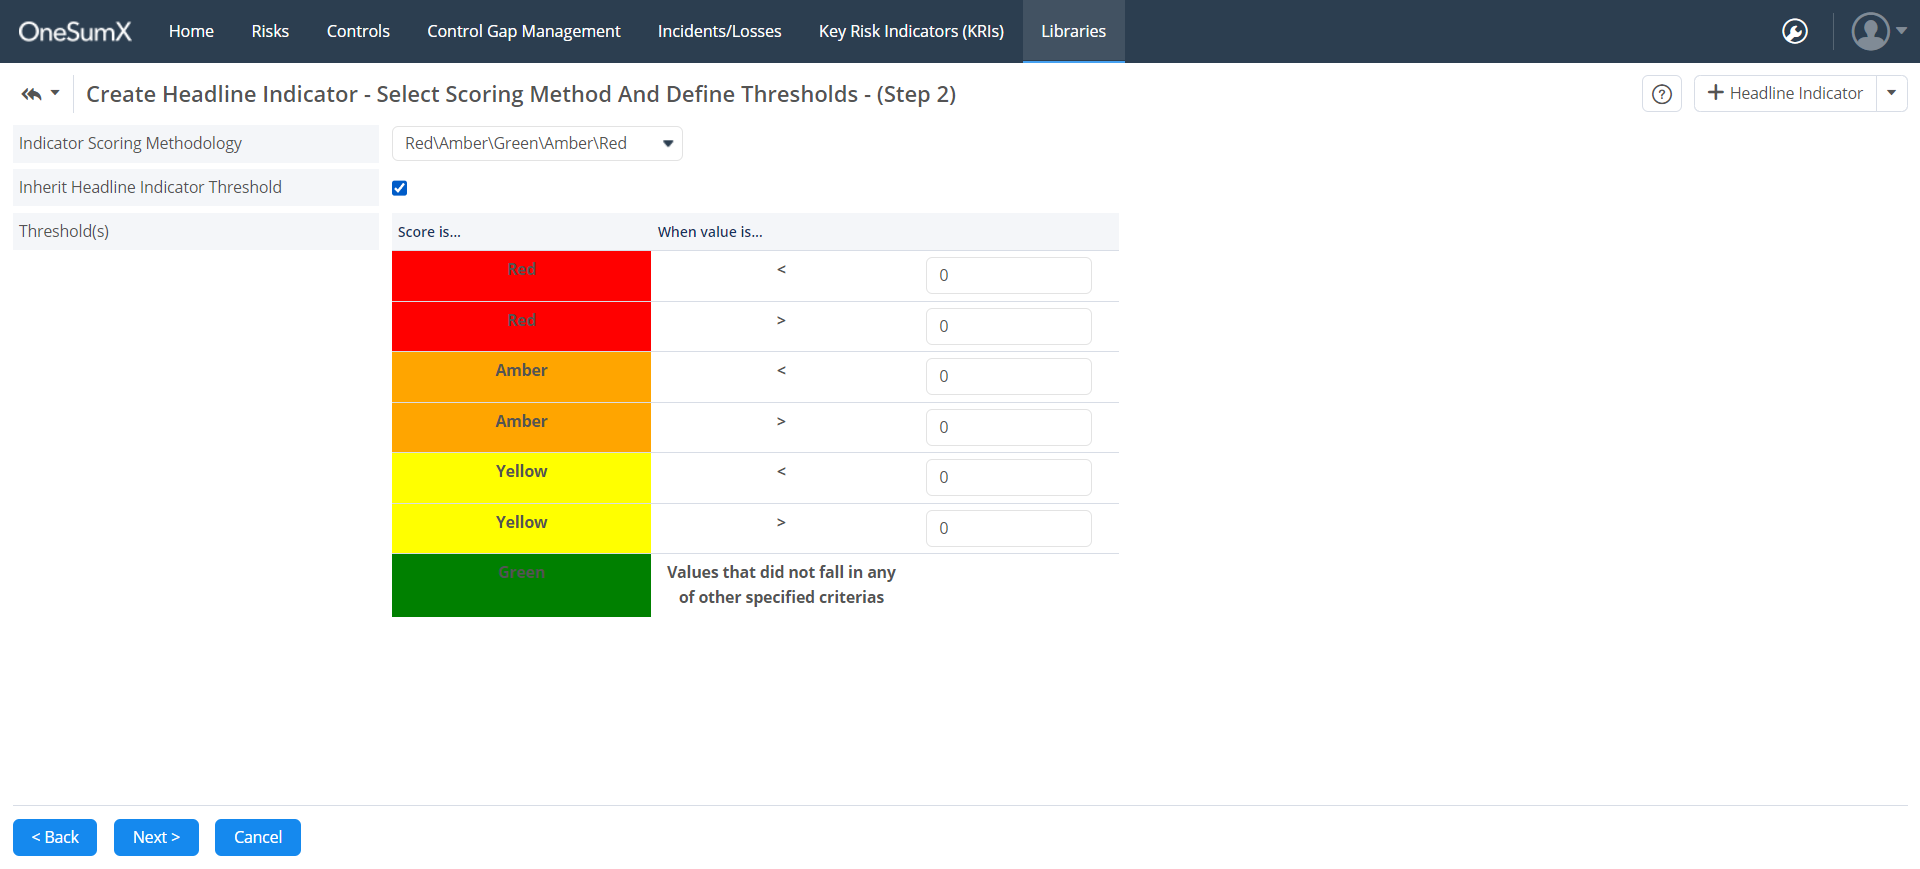 OneSumX Home Risks Controls Control Gap Management Incidents/Losses Key Risk Indicators (KRIs) Libraries
Create Headline Indicator - Select Scoring Method And Define Thresholds - (Step 2)
? + Headline Indicator
Indicator Scoring Methodology Red\Amber\Green\Amber\Red
Inherit Headline Indicator Threshold
Threshold(s) Score is... When value is...
Red < 0
Red > 0
Amber < 0
Amber > 0
Yellow < 0
Yellow > 0
Green Values that did not fall in any
of other specified criterias
< Back Next > Cancel